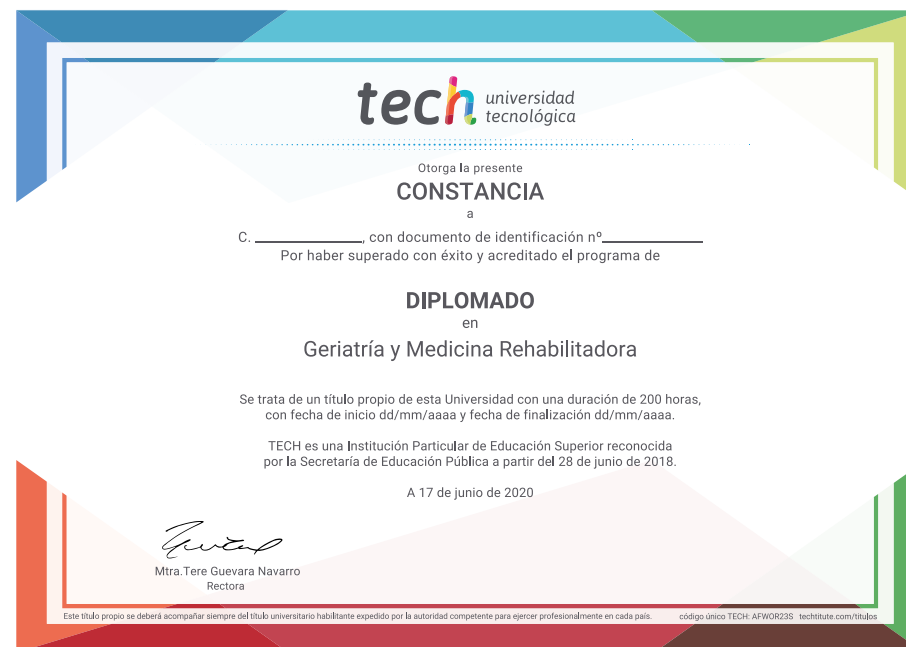 tech universidad
tecnológica
Otorga la presente
CONSTANCIA
a
C. ____________, con documento de identificación nº____________
Por haber superado con éxito y acreditado el programa de
DIPLOMADO
en
Geriatría y Medicina Rehabilitadora
Se trata de un título propio de esta Universidad con una duración de 200 horas,
con fecha de inicio dd/mm/aaaa y fecha de finalización dd/mm/aaaa.
TECH es una Institución Particular de Educación Superior reconocida
por la Secretaría de Educación Pública a partir del 28 de junio de 2018.
A 17 de junio de 2020
Mtra.Tere Guevara Navarro
Rectora
Este título propio se deberá acompañar siempre del título universitario habilitante expedido por la autoridad competente para ejercer profesionalmente en cada país. código único TECH: AFWOR23S techtitute.com/titulos